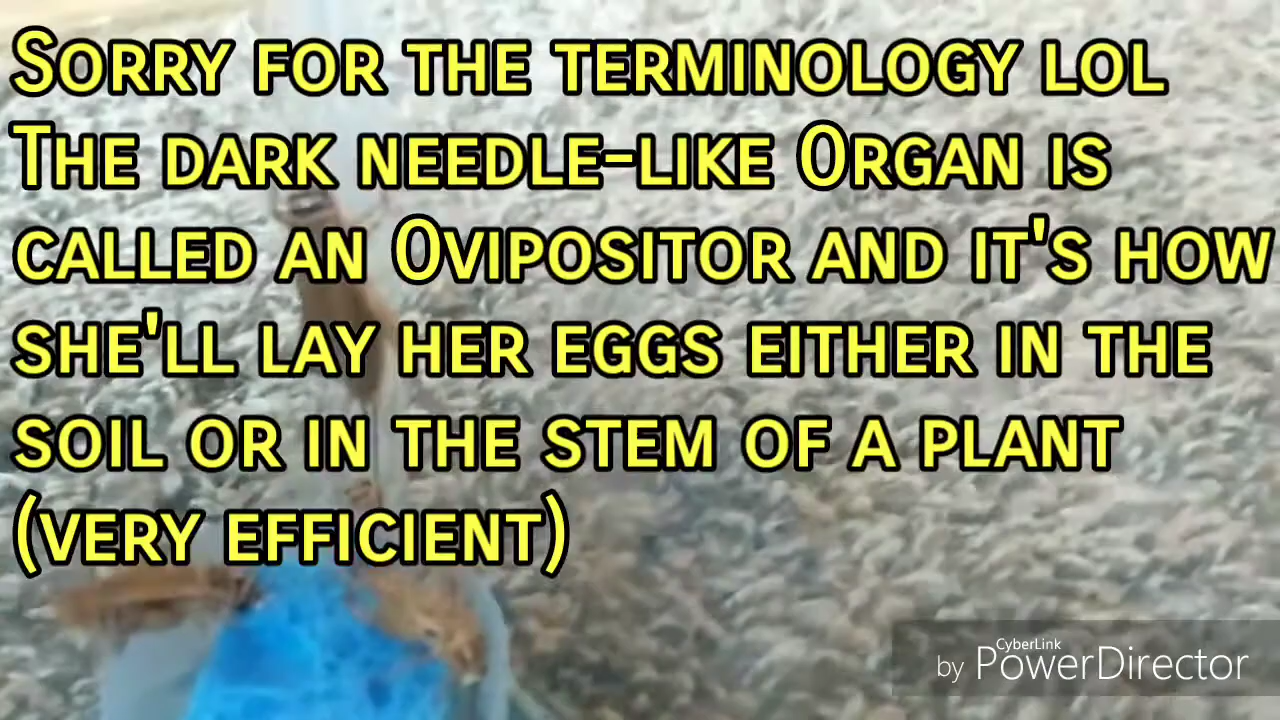 Sorry for the terminology lol
The dark needle-like Organ is
called an Ovipositor and it's how
she'll lay her eggs either in the
soil or in the stem of a plant
(very efficient)
CyberLink
by PowerDirector